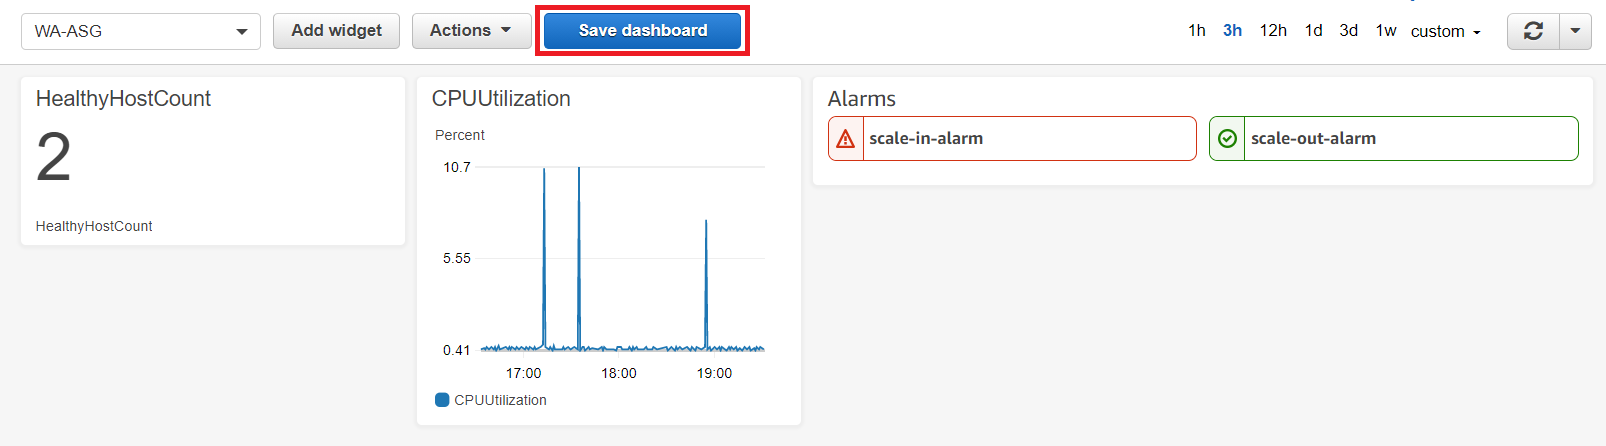 WA-ASG Add widget Actions Save dashboard 1h 3h 12h 1d 3d 1w custom
HealthyHostCount
2
HealthyHostCount
CPUUtilization
Percent
10.7
5.55
0.41
17:00 18:00 19:00
CPUUtilization
Alarms
scale-in-alarm scale-out-alarm